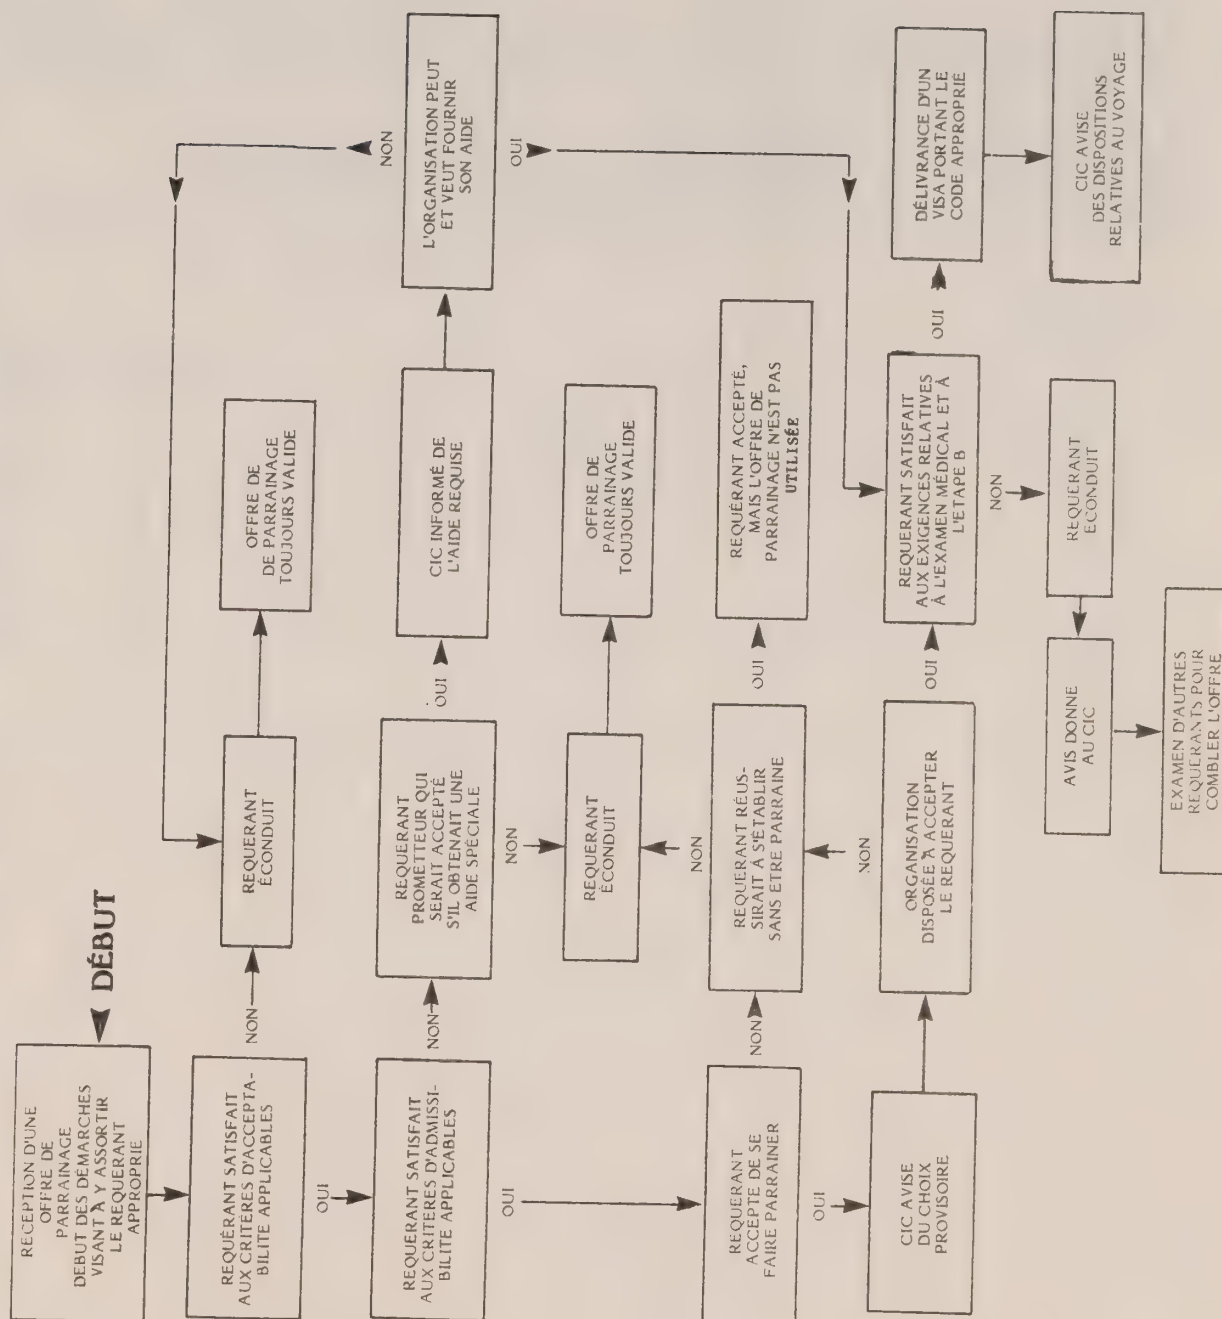 DÉBUT
RECEPTION D'UNE
OFFRE DE
PARRAINAGE
DEBUT DES DÉMARCHES
VISANT À Y ASSORTIR
LE REQUERANT
APPROPRIE
REQUÉRANT SATISFAIT
AUX CRITÈRES D'ACCEPTA-
BILITE APPLICABLES
NON
REQUERANT
ÉCONDUIT
OFFRE DE
DE PARRAINAGE
TOUJOURS VALIDE
OUI
REQUÉRANT SATISFAIT
AUX CRITERES D'ADMISSI-
BILITE APPLICABLES
NON
REQUERANT
PROMETTEUR QUI
SERAIT ACCEPTÉ
S'IL OBTENAIT UNE
AIDE SPÉCIALE
OUI
CIC INFORMÉ DE
L'AIDE REQUISE
L'ORGANISATION PEUT
ET VEUT FOURNIR
SON AIDE
NON
OUI
OUI
NON
REQUÉRANT
ÉCONDUIT
OFFRE DE
PARRAINAGE
TOUJOURS VALIDE
NON
REQUERANT
ACCEPTE DE SE
FAIRE PARRAINER
NON
REQUERANT RÉUS-
SIRAIT À S'ÉTABLIR
SANS ETRE PARRAINE
OUI
REQUÉRANT ACCEPTÉ,
MAIS L'OFFRE DE
PARRAINAGE N'EST PAS
UTILISÉE
OUI
NON
CIC AVISE
DU CHOIX
PROVISOIRE
ORGANISATION
DISPOSÉE À ACCEPTER
LE REQUERANT
OUI
REQUERANT SATISFAIT
AUX EXIGENCES RELATIVES
À L'EXAMEN MÉDICAL ET À
L'ETAPE B
OUI
DÉLIVRANCE D'UN
VISA PORTANT LE
CODE APPROPRIÉ
CIC AVISE
DES DISPOSITIONS
RELATIVES AU VOYAGE
NON
REQUERANT
ECONDUIT
AVIS DONNE
AU CIC
EXAMEN D'AUTRES
REQUERANTS POUR
COMBLER L'OFFRE